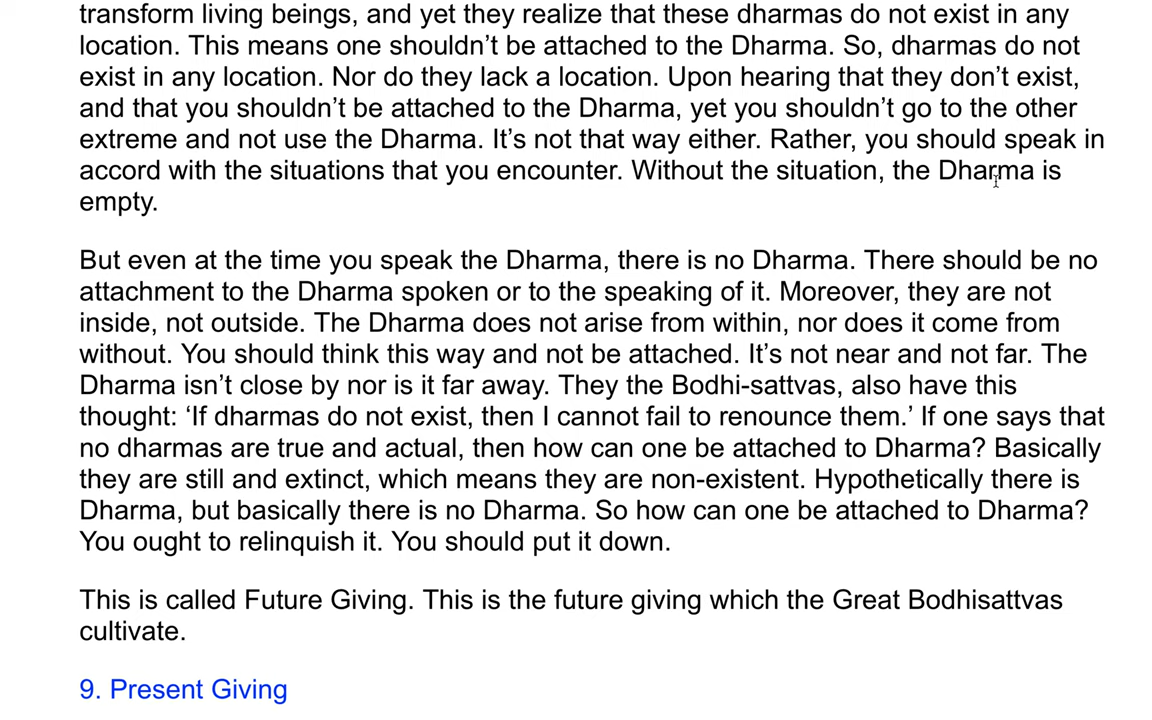 transform living beings, and yet they realize that these dharmas do not exist in any
location. This means one shouldn’t be attached to the Dharma. So, dharmas do not
exist in any location. Nor do they lack a location. Upon hearing that they don’t exist,
and that you shouldn’t be attached to the Dharma, yet you shouldn’t go to the other
extreme and not use the Dharma. It’s not that way either. Rather, you should speak in
accord with the situations that you encounter. Without the situation, the Dharma is
empty.
But even at the time you speak the Dharma, there is no Dharma. There should be no
attachment to the Dharma spoken or to the speaking of it. Moreover, they are not
inside, not outside. The Dharma does not arise from within, nor does it come from
without. You should think this way and not be attached. It’s not near and not far. The
Dharma isn’t close by nor is it far away. They the Bodhi-sattvas, also have this
thought: ‘If dharmas do not exist, then I cannot fail to renounce them.’ If one says that
no dharmas are true and actual, then how can one be attached to Dharma? Basically
they are still and extinct, which means they are non-existent. Hypothetically there is
Dharma, but basically there is no Dharma. So how can one be attached to Dharma?
You ought to relinquish it. You should put it down.
This is called Future Giving. This is the future giving which the Great Bodhisattvas
cultivate.
9. Present Giving